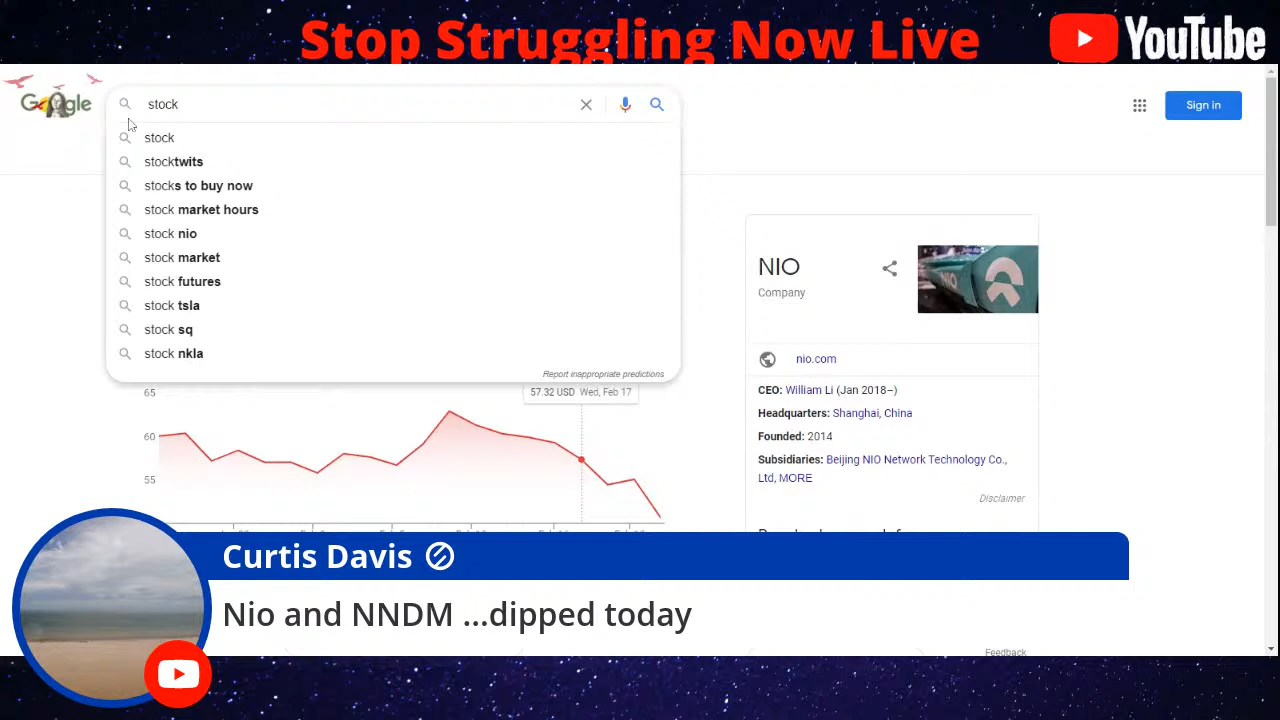 Stop Struggling Now Live
YouTube
Google
stock
Sign in
stock
stocktwits
stocks to buy now
stock market hours
stock nio
stock market
stock futures
stock tsla
stock sq
stock nkla
Report inappropriate predictions
NIO
Company
NIO
nio.com
CEO: William Li (Jan 2018–)
Headquarters: Shanghai, China
Founded: 2014
Subsidiaries: Beijing NIO Network Technology Co.,
Ltd, MORE
Disclaimer
57.32 USD Wed, Feb 17
65
60
55
Curtis Davis
Nio and NNDM ...dipped today
Feedback